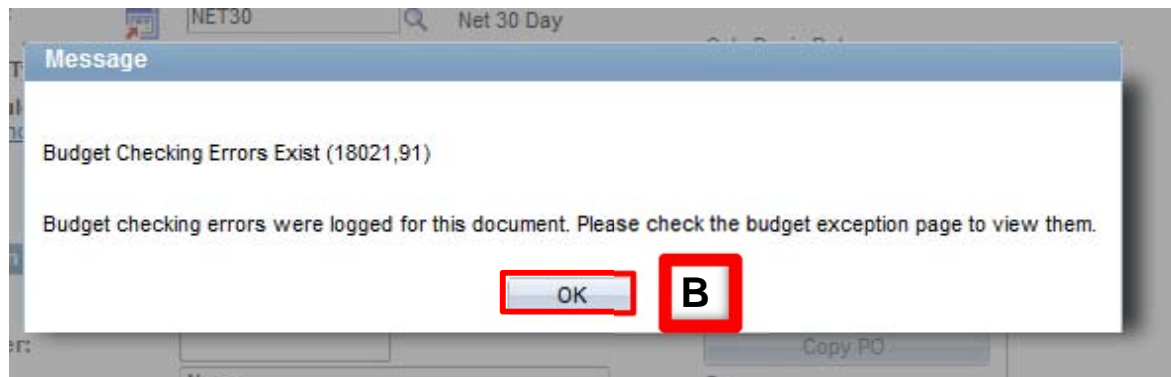 NET30 Net 30 Day
Message
Budget Checking Errors Exist (18021,91)
Budget checking errors were logged for this document. Please check the budget exception page to view them.
OK B
Copy PO